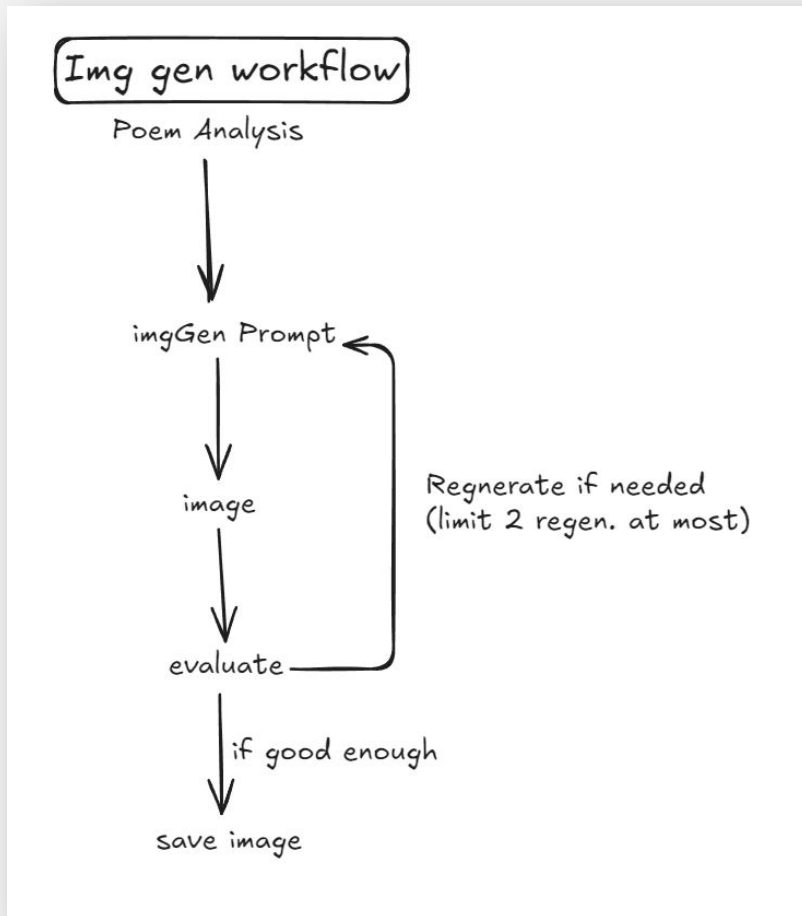 Img gen workflow
Poem Analysis
imgGen Prompt
image
Regnerate if needed
(limit 2 regen. at most)
evaluate
if good enough
save image